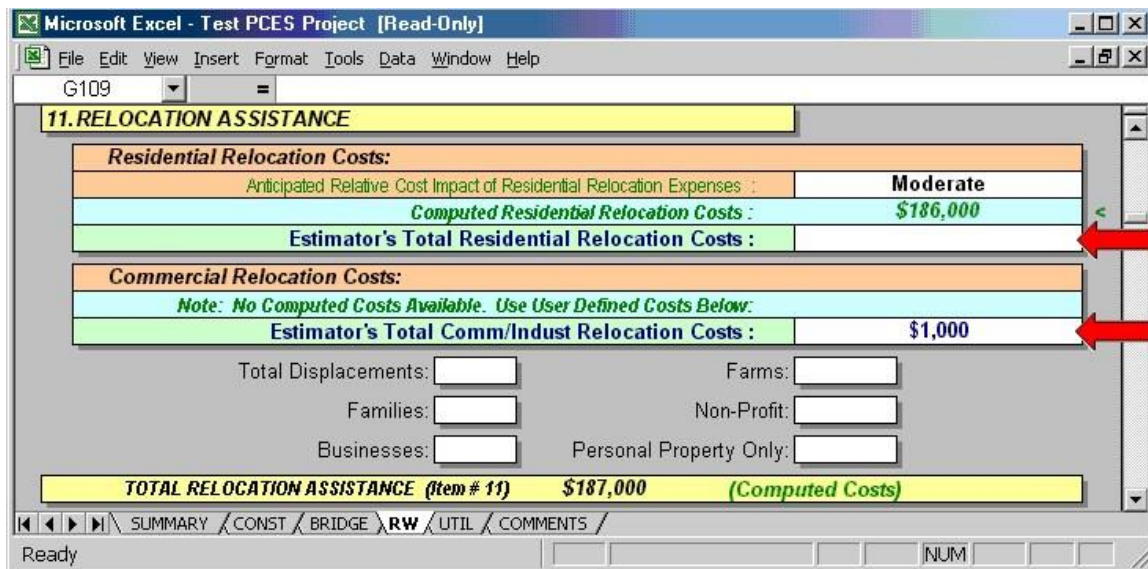 Microsoft Excel - Test PCES Project [Read-Only]
File Edit View Insert Format Tools Data Window Help
G109 =
11. RELOCATION ASSISTANCE
Residential Relocation Costs:
Anticipated Relative Cost Impact of Residential Relocation Expenses : Moderate
Computed Residential Relocation Costs : $186,000 <
Estimator's Total Residential Relocation Costs :
Commercial Relocation Costs:
Note: No Computed Costs Available. Use User Defined Costs Below:
Estimator's Total Comm/Indust Relocation Costs : $1,000
Total Displacements: Farms:
Families: Non-Profit:
Businesses: Personal Property Only:
TOTAL RELOCATION ASSISTANCE (Item # 11) $187,000 (Computed Costs)
SUMMARY / CONST / BRIDGE \ RW / UTIL / COMMENTS /
Ready NUM